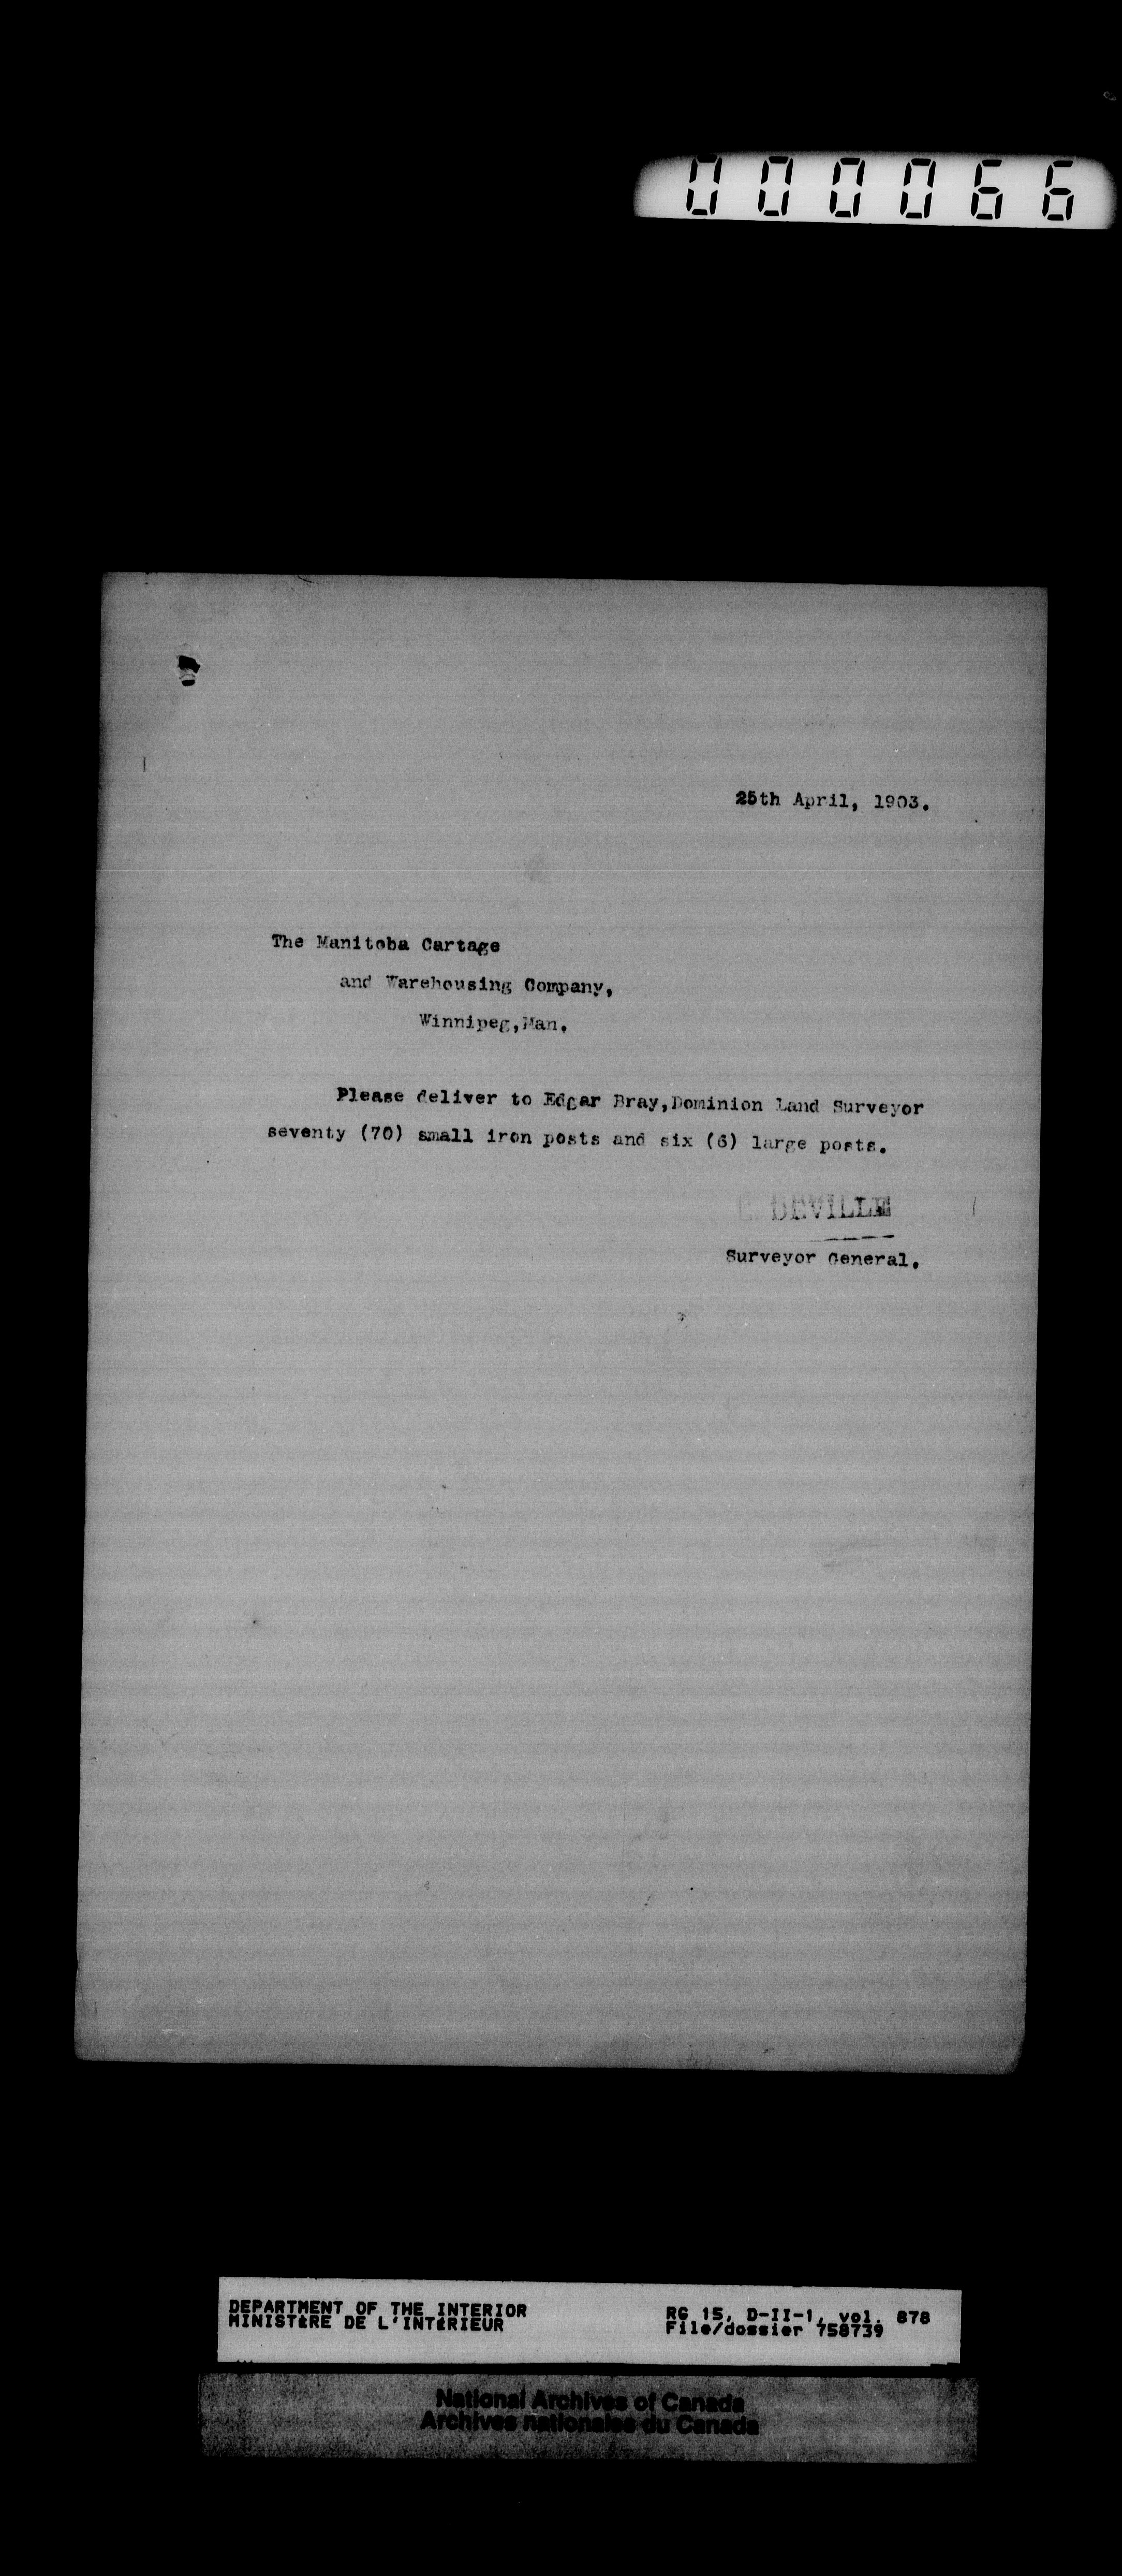 000066
25th April, 1903.
The Manitoba Cartage
and Warehousing Company,
Winnipeg,Man.
Please deliver to Edgar Bray,Dominion Land Surveyor
seventy (70) small iron posts and six (6) large posts.
E. DEVILLE
Surveyor General.
DEPARTMENT OF THE INTERIOR
MINISTÈRE DE L'INTÉRIEUR
RG 15, D-II-1, vol. 878
File/dossier 758739
National Archives of Canada
Archives nationales du Canada